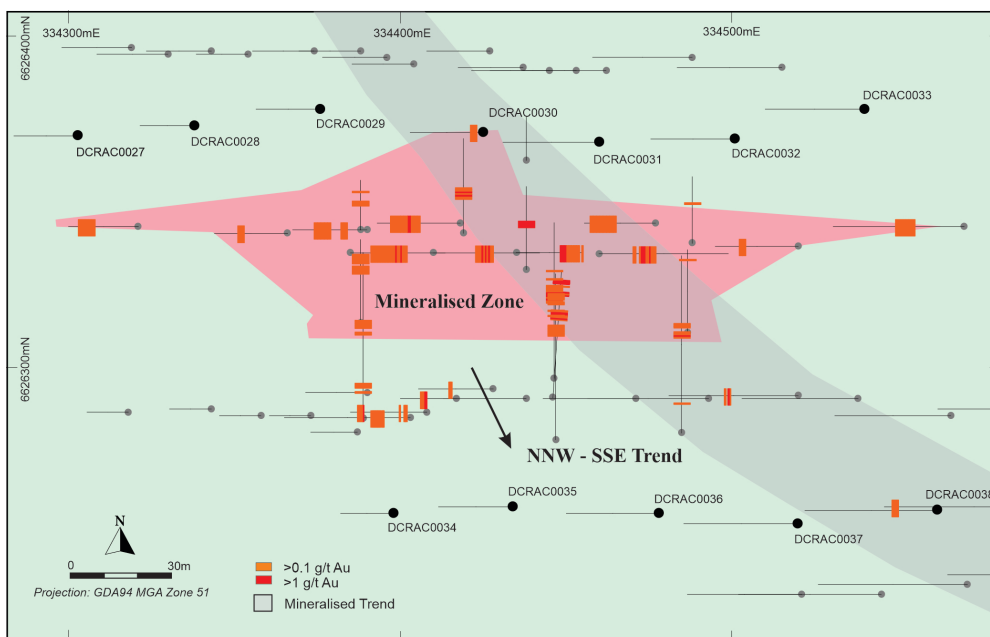 334300mE
334400mE
334500mE
6626400mN
DCRAC0033
DCRAC0030
DCRAC0029
DCRAC0028
DCRAC0027
DCRAC0031
DCRAC0032
Mineralised Zone
6626300mN
NNW - SSE Trend
DCRAC0035
DCRAC0036
DCRAC0038
DCRAC0034
DCRAC0037
N
0
30m
Projection: GDA94 MGA Zone 51
>0.1 g/t Au
>1 g/t Au
Mineralised Trend